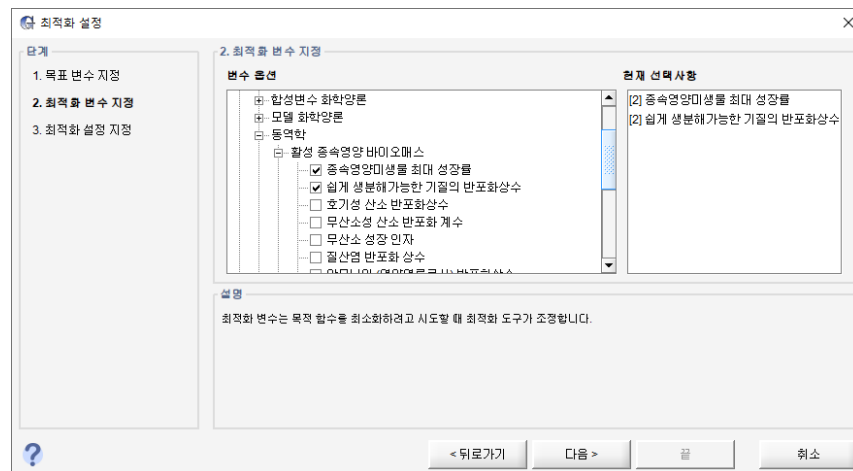 최적화 설정
단계
1. 목표 변수 지정
2. 최적화 변수 지정
3. 최적화 설정 지정
2. 최적화 변수 지정
변수 옵션
합성변수 화학양론
모델 화학양론
동역학
활성 종속영양 바이오매스
종속영양미생물 최대 성장률
쉽게 생분해가능한 기질의 반포화상수
호기성 산소 반포화상수
무산소성 산소 반포화 계수
무산소 성장 인자
질산염 반포화 상수
현재 선택사항
[2] 종속영양미생물 최대 성장률
[2] 쉽게 생분해가능한 기질의 반포화상수
설명
최적화 변수는 목적 함수를 최소화하려고 시도할 때 최적화 도구가 조정합니다.
?
< 뒤로가기
다음 >
끝
취소